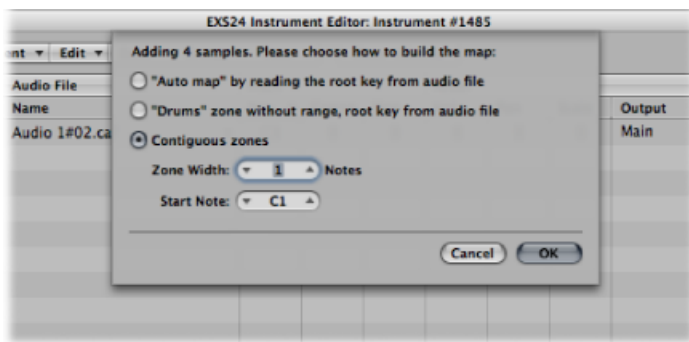 EXS24 Instrument Editor: Instrument #1485
nt Edit
Adding 4 samples. Please choose how to build the map:
"Auto map" by reading the root key from audio file
"Drums" zone without range, root key from audio file
Contiguous zones
Zone Width: 1 Notes
Start Note: C1
Cancel OK
Audio File
Name
Output
Audio 1#02.ca
Main